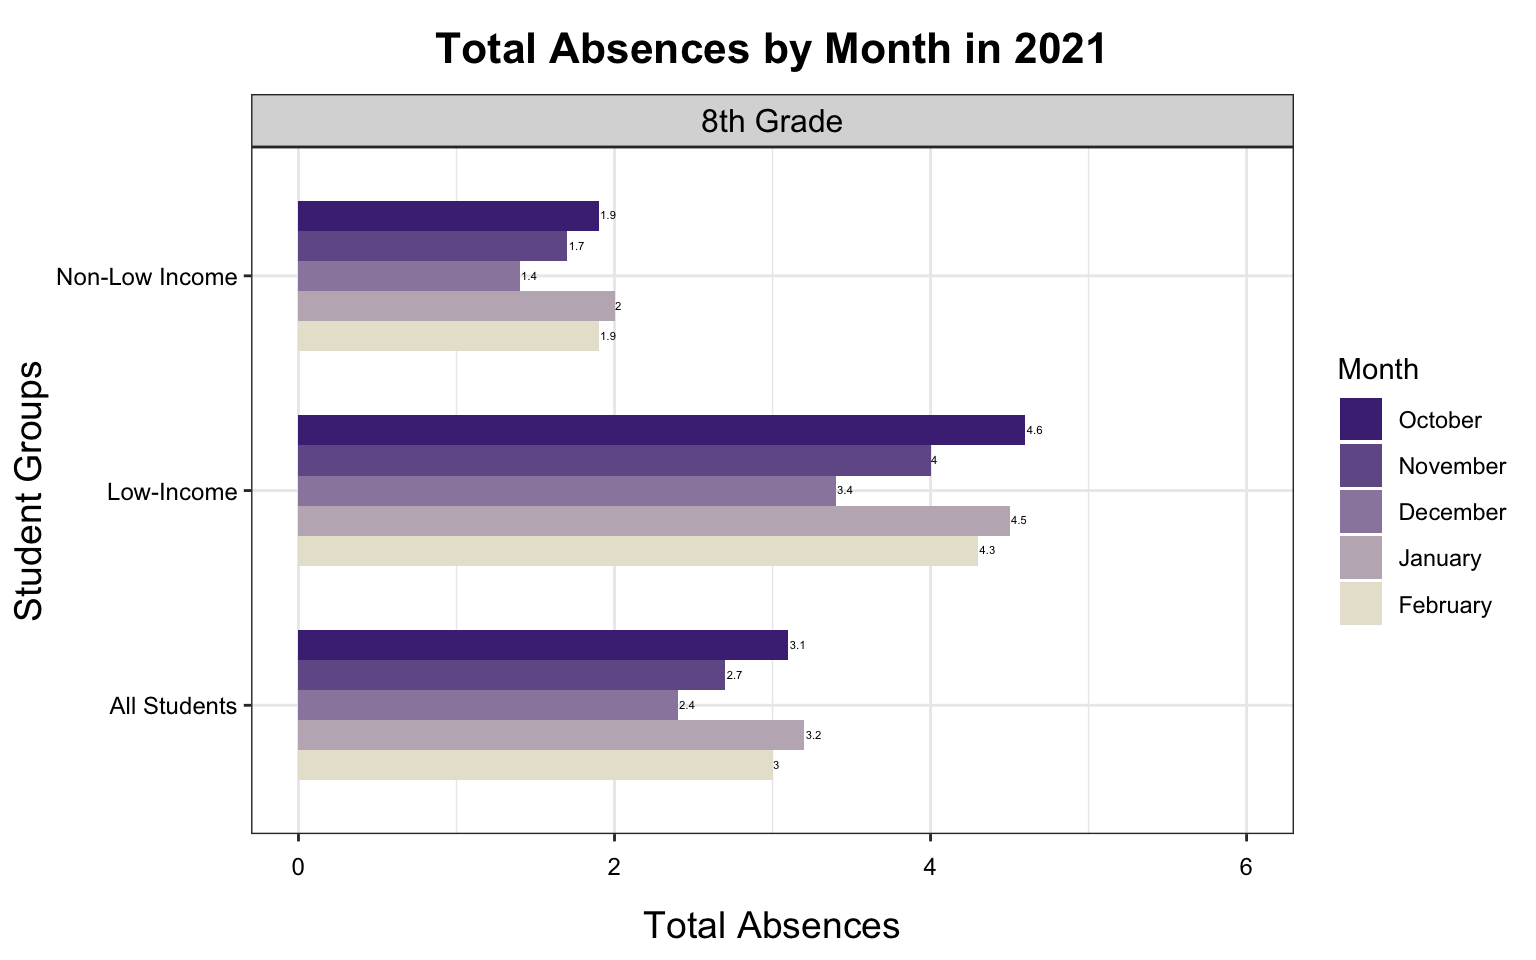 Total Absences by Month in 2021
8th Grade
Student Groups
Non-Low Income
1.9
1.7
1.4
2
1.9
Low-Income
4.6
4
3.4
4.5
4.3
All Students
3.1
2.7
2.4
3.2
3
0 2 4 6
Total Absences
Month
October
November
December
January
February